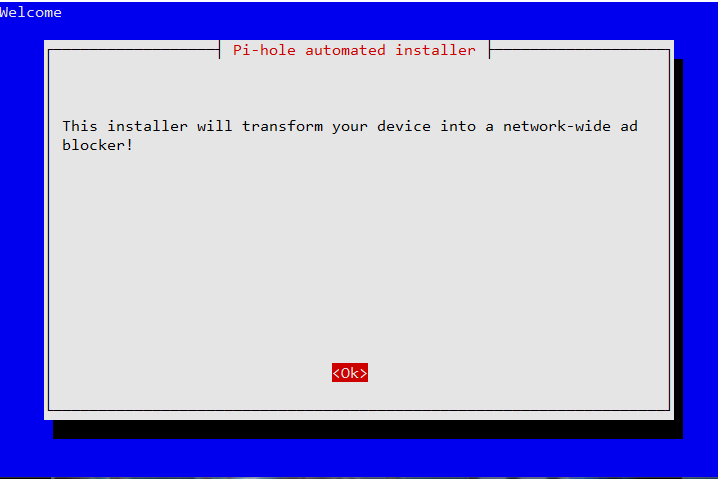 Welcome
Pi-hole automated installer
This installer will transform your device into a network-wide ad
blocker!
<Ok>